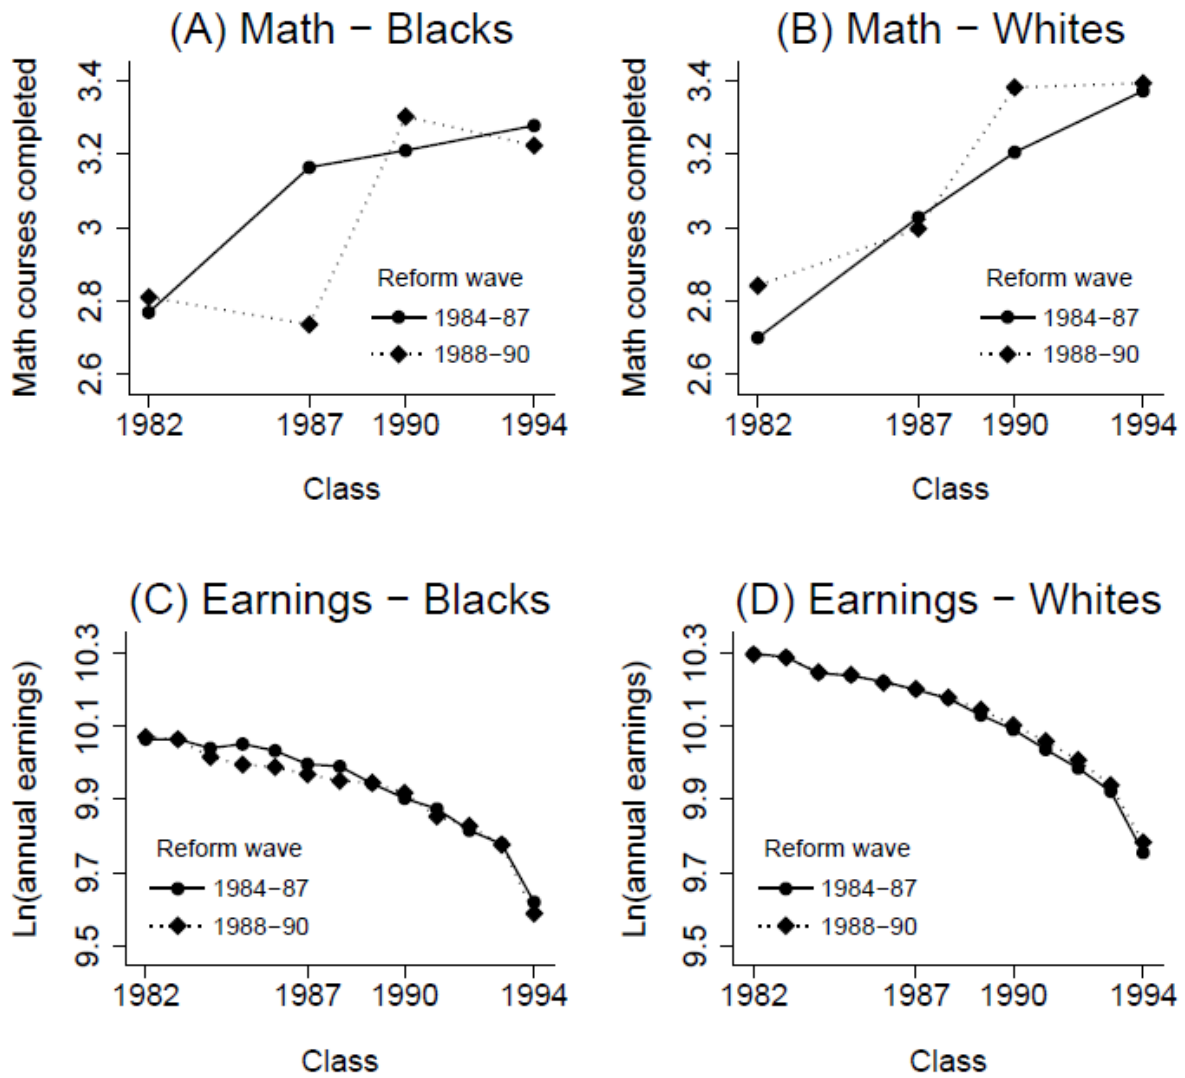 (A) Math − Blacks
Math courses completed
3.4
3.2
3
2.8
2.6
Reform wave
1984−87
1988−90
1982
1987
1990
1994
Class
(B) Math − Whites
Math courses completed
3.4
3.2
3
2.8
2.6
Reform wave
1984−87
1988−90
1982
1987
1990
1994
Class
(C) Earnings − Blacks
Ln(annual earnings)
10.3
10.1
9.9
9.7
9.5
Reform wave
1984−87
1988−90
1982
1987
1990
1994
Class
(D) Earnings − Whites
Ln(annual earnings)
10.3
10.1
9.9
9.7
9.5
Reform wave
1984−87
1988−90
1982
1987
1990
1994
Class